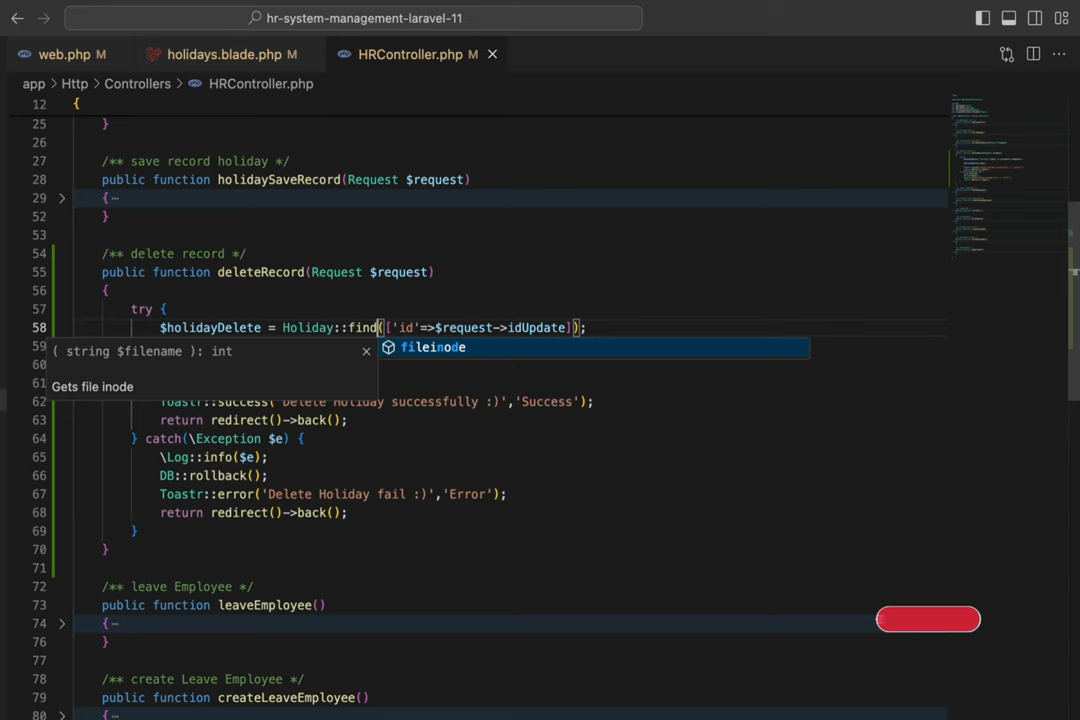 hr-system-management-laravel-11
web.php M holidays.blade.php M HRController.php M
app > Http > Controllers > HRController.php
12 {
25 }
26
27 /** save record holiday */
28 public function holidaySaveRecord(Request $request)
29 {
52 }
53
54 /** delete record */
55 public function deleteRecord(Request $request)
56 {
57 try {
58 $holidayDelete = Holiday::find(['id'=>$request->idUpdate]);
59 ( string $filename ): int fileinode
60
61 Gets file inode
62 Toastr::success('Delete Holiday successfully :)','Success');
63 return redirect()->back();
64 } catch(\Exception $e) {
65 \Log::info($e);
66 DB::rollback();
67 Toastr::error('Delete Holiday fail :)','Error');
68 return redirect()->back();
69 }
70 }
71
72 /** leave Employee */
73 public function leaveEmployee()
74 {
76 }
77
78 /** create Leave Employee */
79 public function createLeaveEmployee()
80 {